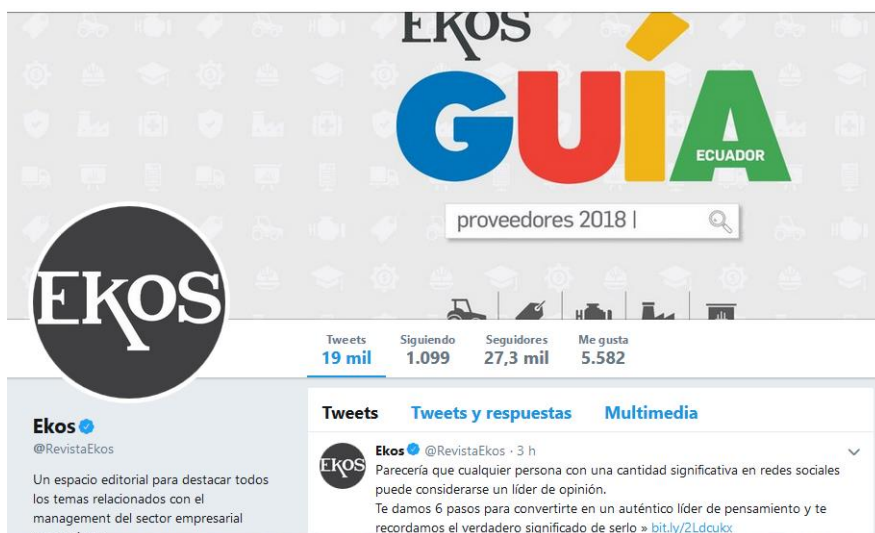 EKOS
GUÍA
ECUADOR
proveedores 2018 |
EKOS
Tweets Siguiendo Seguidores Me gusta
19 mil 1.099 27,3 mil 5.582
Ekos
@RevistaEkos
Un espacio editorial para destacar todos
los temas relacionados con el
management del sector empresarial
Tweets Tweets y respuestas Multimedia
EKOS
Ekos @RevistaEkos · 3 h
Parecería que cualquier persona con una cantidad significativa en redes sociales
puede considerarse un líder de opinión.
Te damos 6 pasos para convertirte en un auténtico líder de pensamiento y te
recordamos el verdadero significado de serlo » bit.ly/2Ldcukx